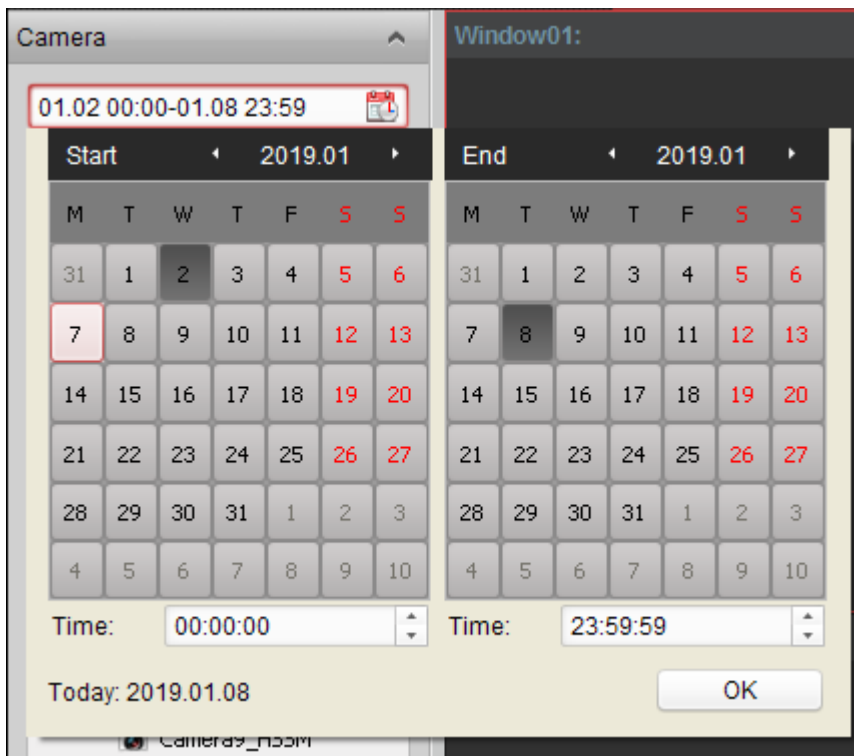 Camera
Window01:
01.02 00:00-01.08 23:59
Start 2019.01
End 2019.01
M T W T F S S
31 1 2 3 4 5 6
7 8 9 10 11 12 13
14 15 16 17 18 19 20
21 22 23 24 25 26 27
28 29 30 31 1 2 3
4 5 6 7 8 9 10
Time: 00:00:00
M T W T F S S
31 1 2 3 4 5 6
7 8 9 10 11 12 13
14 15 16 17 18 19 20
21 22 23 24 25 26 27
28 29 30 31 1 2 3
4 5 6 7 8 9 10
Time: 23:59:59
Today: 2019.01.08
OK